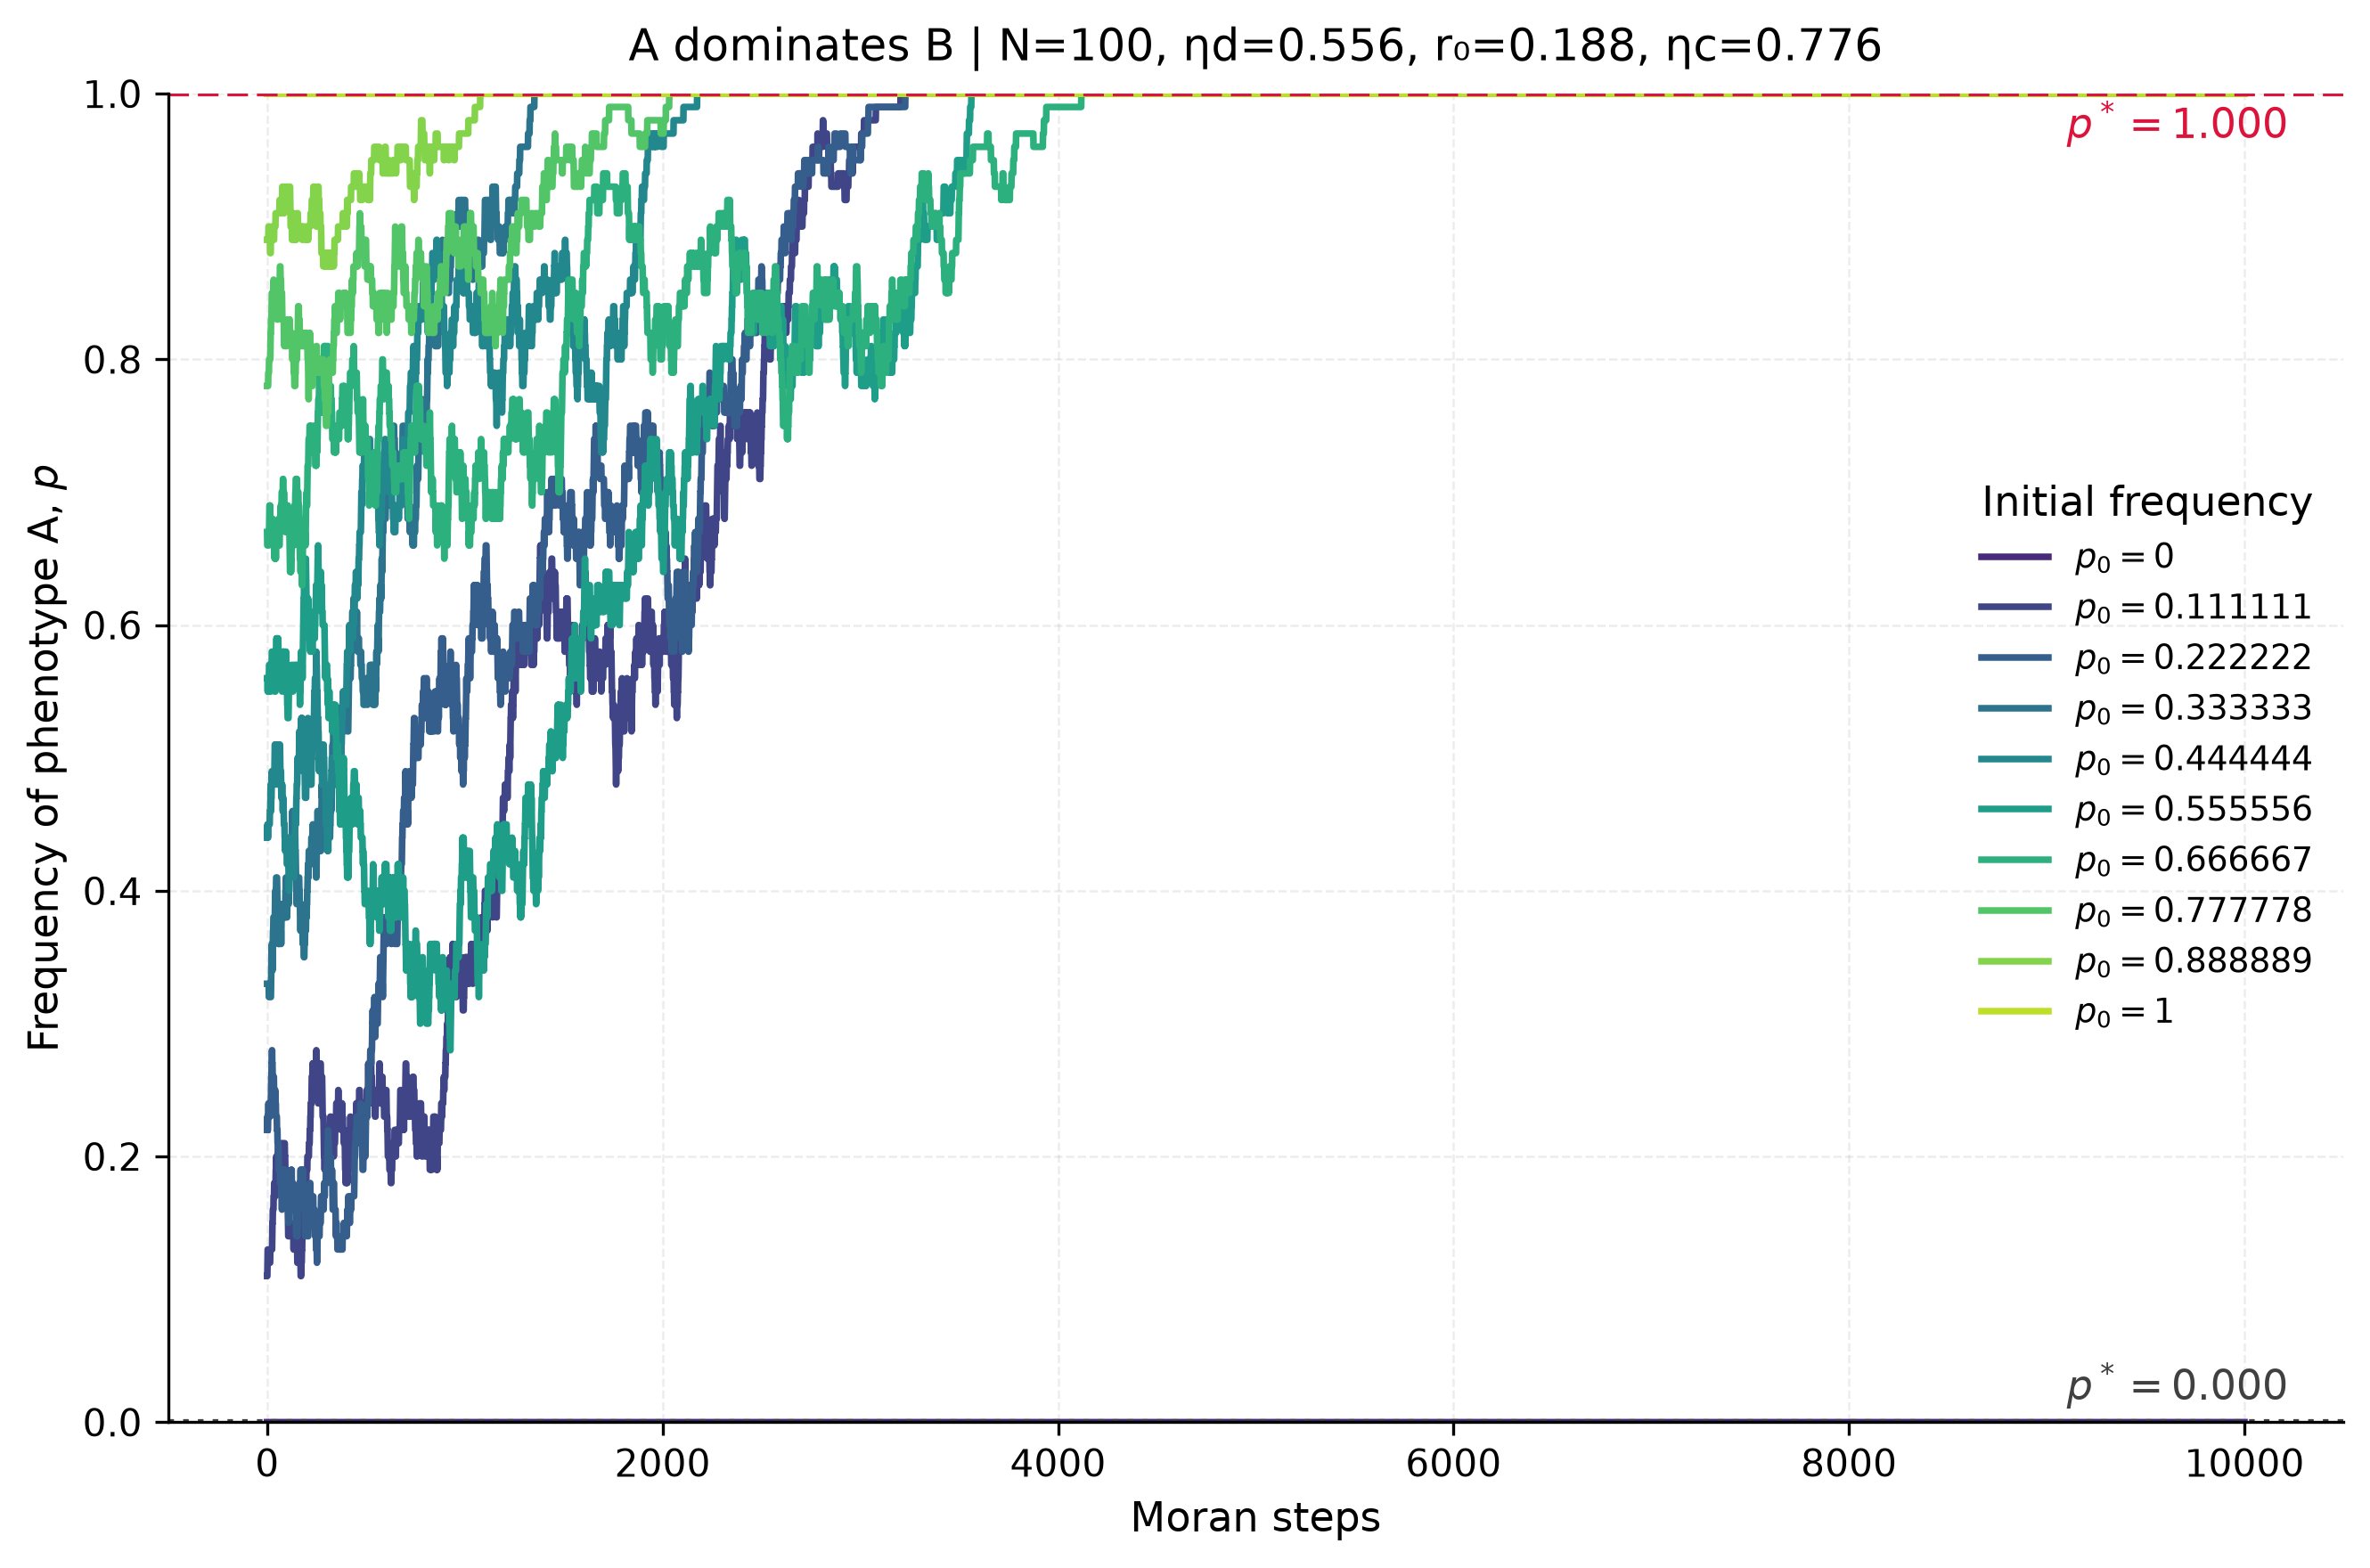 A dominates B | N=100, ηd=0.556, r₀=0.188, ηc=0.776
1.0
0.8
0.6
0.4
0.2
0.0
Frequency of phenotype A, p
p* = 1.000
Initial frequency
p₀ = 0
p₀ = 0.111111
p₀ = 0.222222
p₀ = 0.333333
p₀ = 0.444444
p₀ = 0.555556
p₀ = 0.666667
p₀ = 0.777778
p₀ = 0.888889
p₀ = 1
p* = 0.000
0 2000 4000 6000 8000 10000
Moran steps